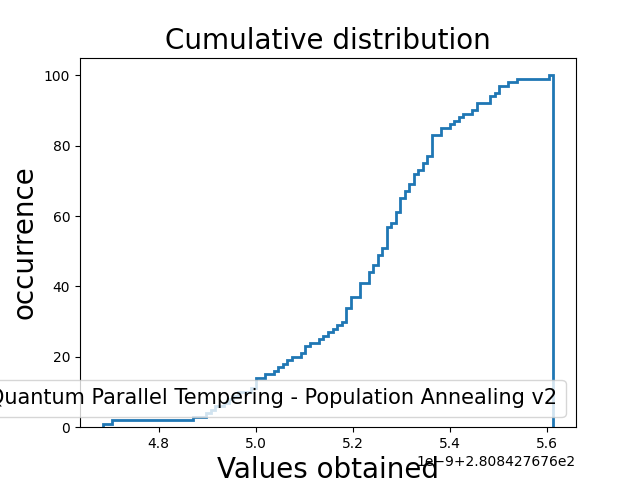 Cumulative distribution
occurrence
100
80
60
40
20
0
Quantum Parallel Tempering - Population Annealing v2
4.8 5.0 5.2 5.4 5.6
1e−9+2.808427676e2
Values obtained